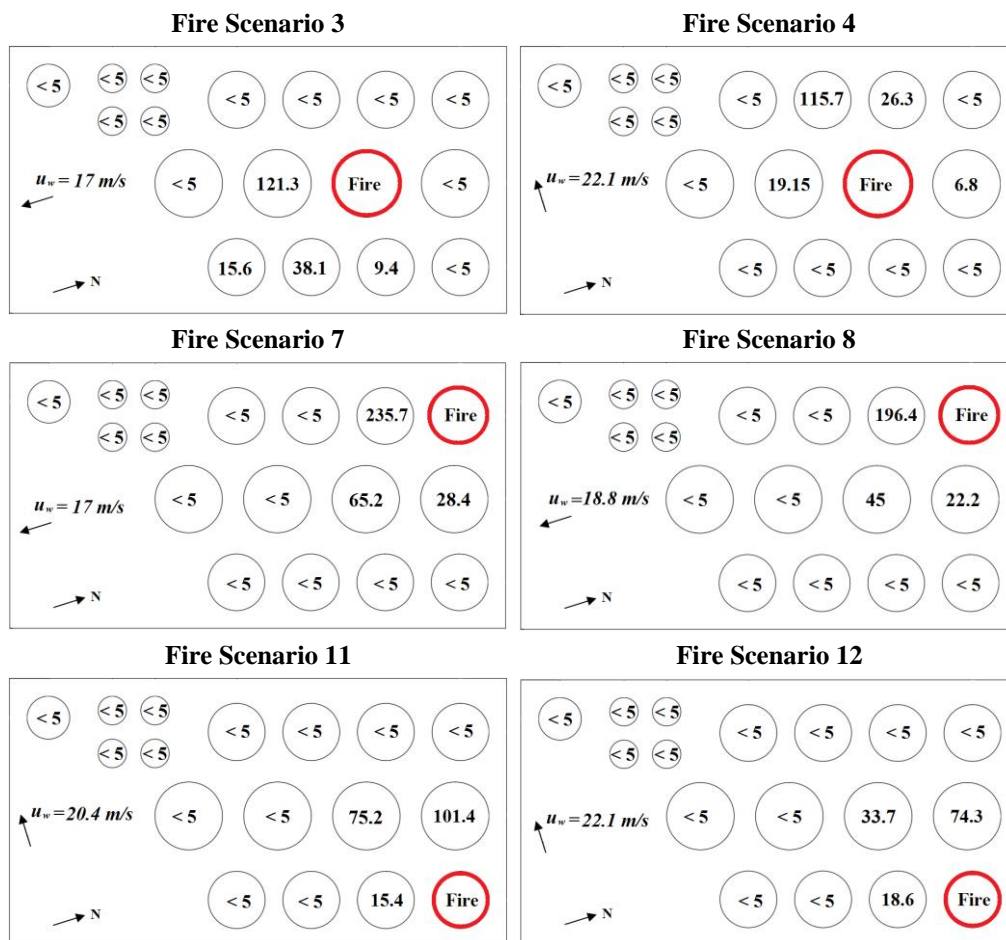 Fire Scenario 3
< 5 < 5 < 5 < 5 < 5 < 5 < 5
< 5 < 5
u_w = 17 m/s < 5 121.3 Fire < 5
15.6 38.1 9.4 < 5
N
Fire Scenario 4
< 5 < 5 < 5 < 5 115.7 26.3 < 5
< 5 < 5
u_w = 22.1 m/s < 5 19.15 Fire 6.8
< 5 < 5 < 5 < 5
N
Fire Scenario 7
< 5 < 5 < 5 < 5 < 5 235.7 Fire
< 5 < 5
u_w = 17 m/s < 5 < 5 65.2 28.4
< 5 < 5 < 5 < 5
N
Fire Scenario 8
< 5 < 5 < 5 < 5 < 5 196.4 Fire
< 5 < 5
u_w = 18.8 m/s < 5 < 5 45 22.2
< 5 < 5 < 5 < 5
N
Fire Scenario 11
< 5 < 5 < 5 < 5 < 5 < 5 < 5
< 5 < 5
u_w = 20.4 m/s < 5 < 5 75.2 101.4
< 5 < 5 15.4 Fire
N
Fire Scenario 12
< 5 < 5 < 5 < 5 < 5 < 5 < 5
< 5 < 5
u_w = 22.1 m/s < 5 < 5 33.7 74.3
< 5 < 5 18.6 Fire
N